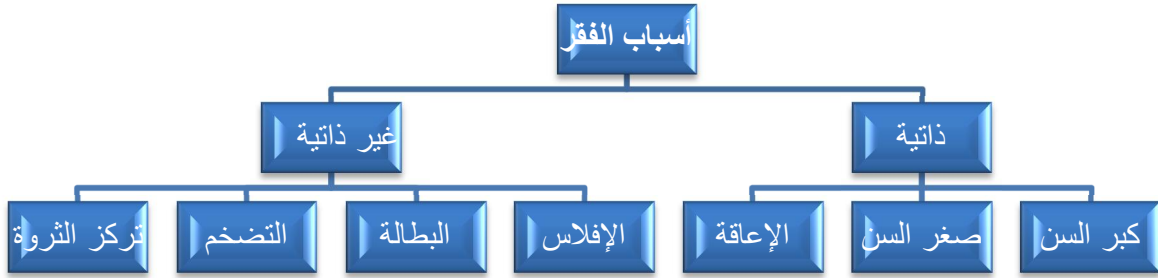 أسباب الفقر
ذاتية
غير ذاتية
كبر السن
صغر السن
الإعاقة
الإفلاس
البطالة
التضخم
تركز الثروة